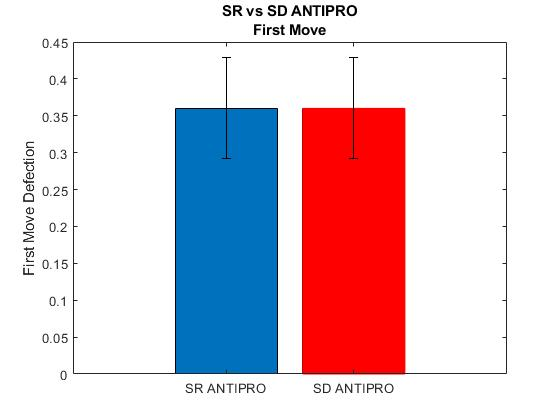 SR vs SD ANTIPRO
First Move
0.45
0.4
0.35
0.3
0.25
0.2
0.15
0.1
0.05
0
First Move Defection
SR ANTIPRO
SD ANTIPRO